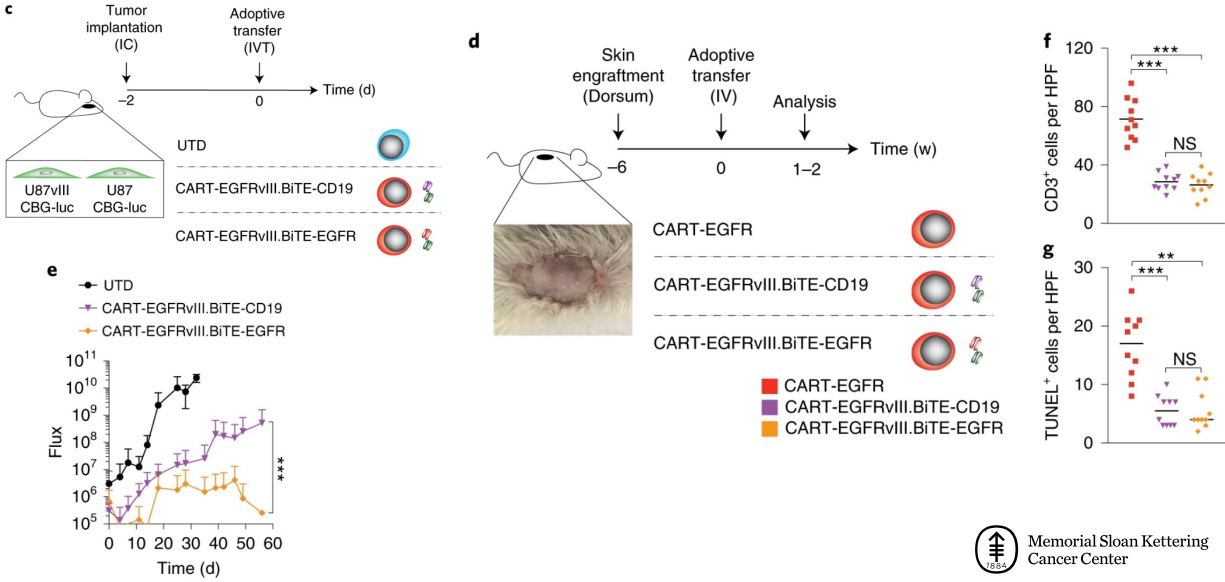 c
Tumor
implantation
(IC)
Adoptive
transfer
(IVT)
−2
0
Time (d)
U87vIII
CBG-luc
U87
CBG-luc
UTD
CART-EGFRvIII.BiTE-CD19
CART-EGFRvIII.BiTE-EGFR
d
Skin
engraftment
(Dorsum)
Adoptive
transfer
(IV)
Analysis
−6
0
1–2
Time (w)
CART-EGFR
CART-EGFRvIII.BiTE-CD19
CART-EGFRvIII.BiTE-EGFR
CART-EGFR
CART-EGFRvIII.BiTE-CD19
CART-EGFRvIII.BiTE-EGFR
e
UTD
CART-EGFRvIII.BiTE-CD19
CART-EGFRvIII.BiTE-EGFR
Flux
10¹¹
10¹⁰
10⁹
10⁸
10⁷
10⁶
10⁵
0 10 20 30 40 50 60
Time (d)
***
f
CD3⁺ cells per HPF
120
80
40
0
***
***
NS
g
TUNEL⁺ cells per HPF
30
20
10
0
**
***
NS
1884
Memorial Sloan Kettering
Cancer Center